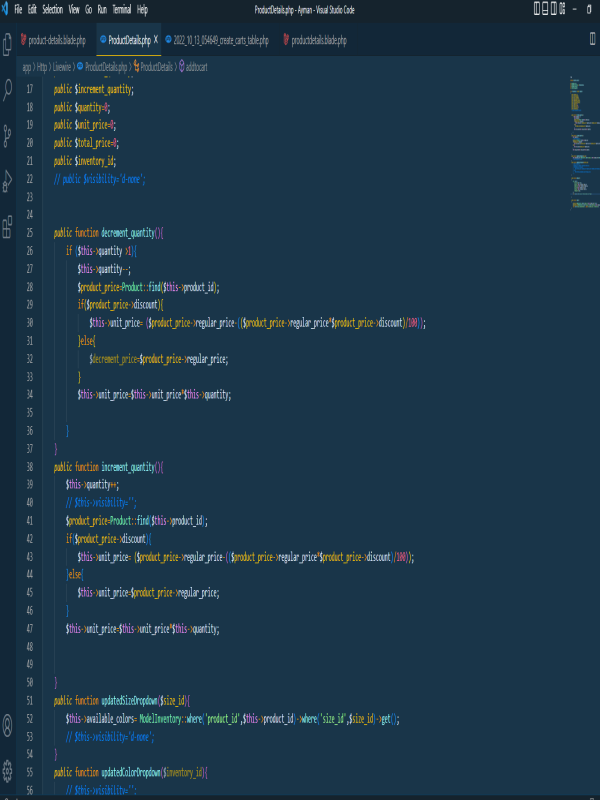 File Edit Selection View Go Run Terminal Help ProductDetails.php - Ayman - Visual Studio Code
product-details.blade.php ProductDetails.php X 2022_10_13_054649_create_carts_table.php productdetails.blade.php
app > Http > Livewire > ProductDetails.php > ProductDetails > addtocart
17 public $increment_quantity;
18 public $quantity=0;
19 public $unit_price=0;
20 public $total_price=0;
21 public $inventory_id;
22 // public $visibility='d-none';
23
24
25 public function decrement_quantity(){
26 if ($this->quantity >1){
27 $this->quantity--;
28 $product_price=Product::find($this->product_id);
29 if($product_price->discount){
30 $this->unit_price= ($product_price->regular_price-(($product_price->regular_price*$product_price->discount)/100));
31 }else{
32 $decrement_price=$product_price->regular_price;
33 }
34 $this->unit_price=$this->unit_price*$this->quantity;
35
36 }
37 }
38 public function increment_quantity(){
39 $this->quantity++;
40 // $this->visibility='';
41 $product_price=Product::find($this->product_id);
42 if($product_price->discount){
43 $this->unit_price= ($product_price->regular_price-(($product_price->regular_price*$product_price->discount)/100));
44 }else{
45 $this->unit_price=$product_price->regular_price;
46 }
47 $this->unit_price=$this->unit_price*$this->quantity;
48
49
50 }
51 public function updatedSizeDropdown($size_id){
52 $this->available_colors= ModelInventory::where('product_id',$this->product_id)->where('size_id',$size_id)->get();
53 // $this->visibility='d-none';
54 }
55 public function updatedColorDropdown($inventory_id){
56 // $this->visibility='';